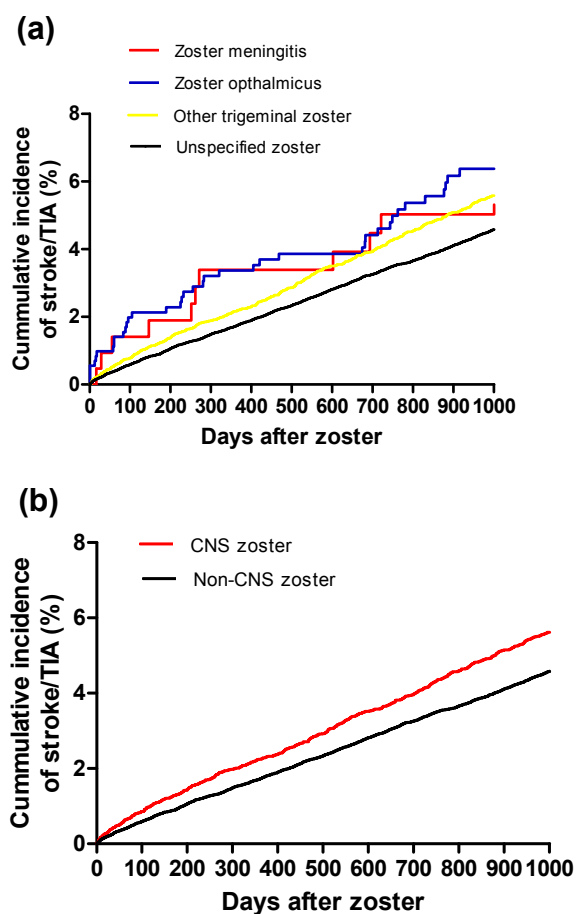 (a)
Zoster meningitis
Zoster opthalmicus
Other trigeminal zoster
Unspecified zoster
Cummulative incidence
of stroke/TIA (%)
8
6
4
2
0
0 100 200 300 400 500 600 700 800 900 1000
Days after zoster
(b)
CNS zoster
Non-CNS zoster
Cummulative incidence
of stroke/TIA (%)
8
6
4
2
0
0 100 200 300 400 500 600 700 800 900 1000
Days after zoster